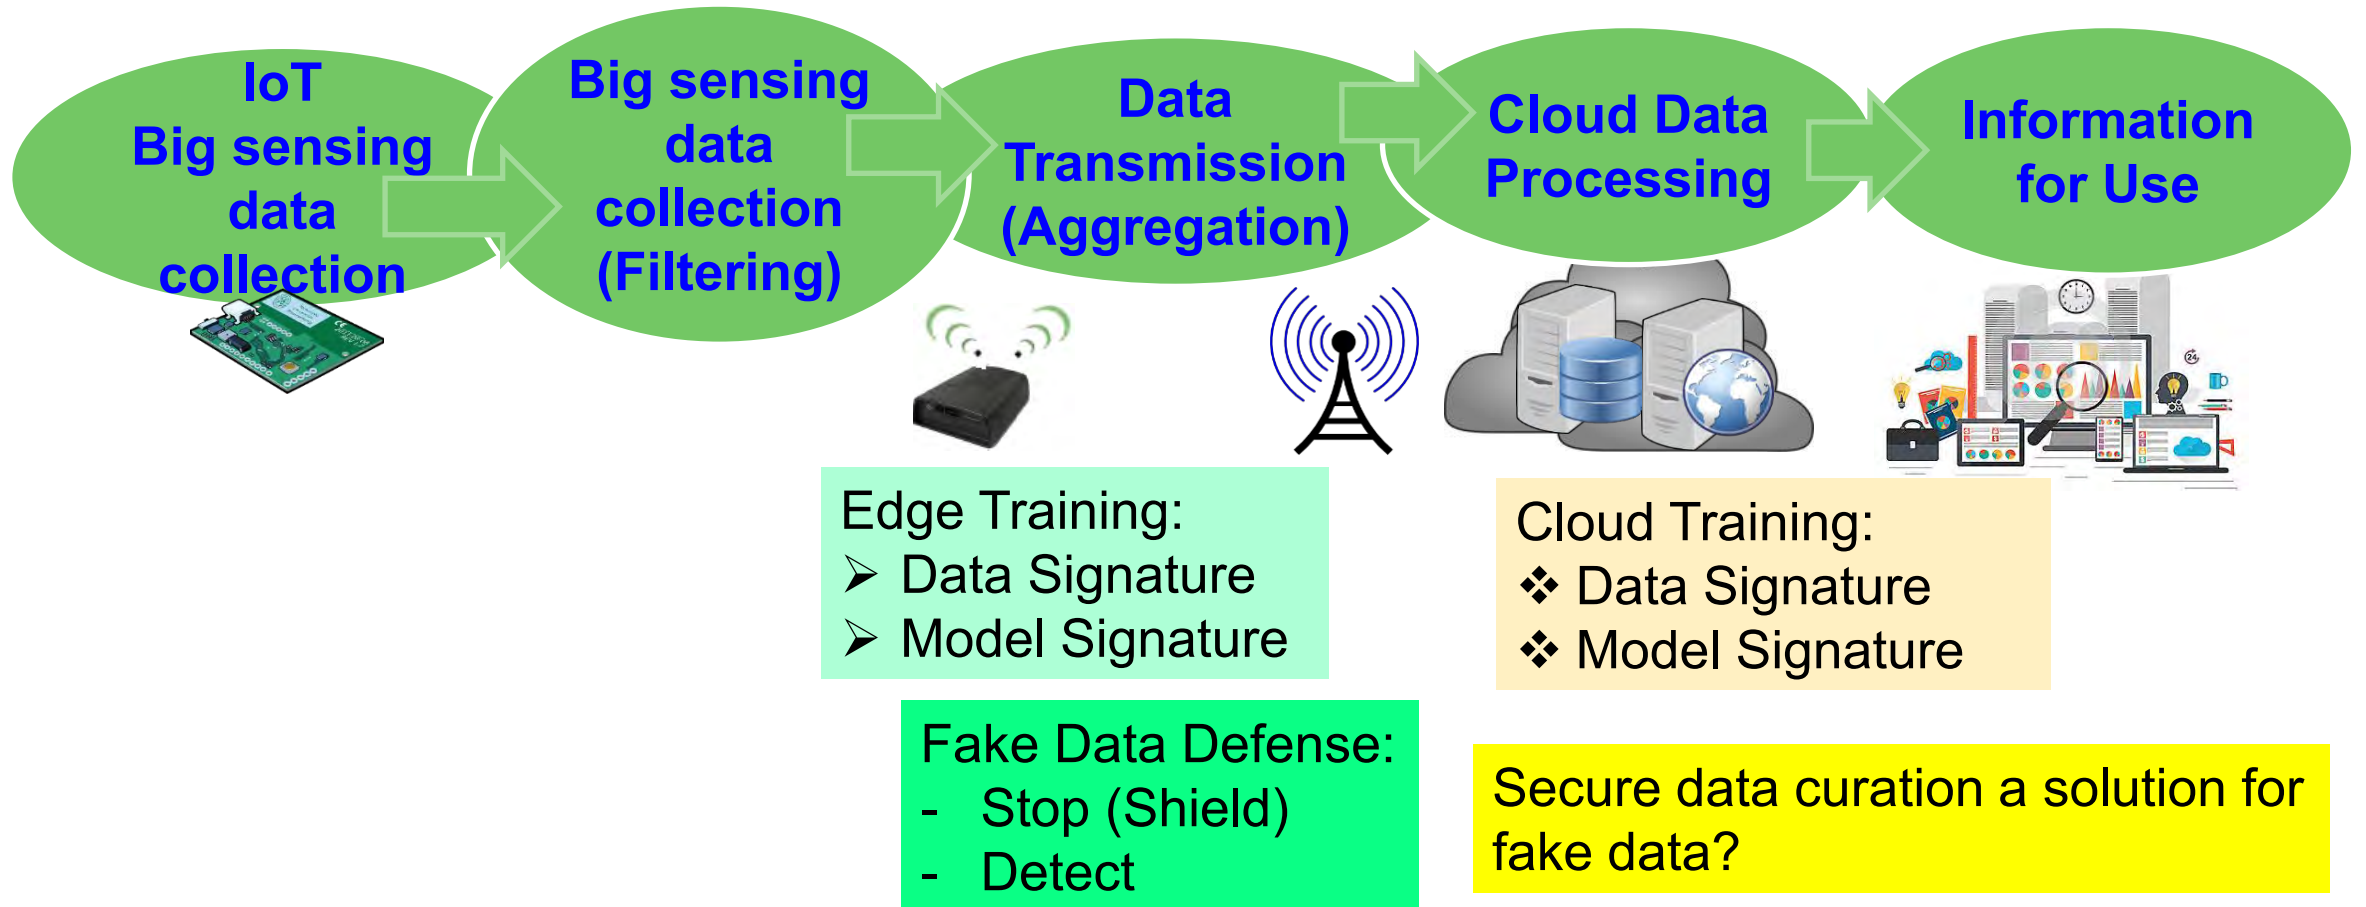 IoT
Big sensing
data
collection
Big sensing
data
collection
(Filtering)
Data
Transmission
(Aggregation)
Cloud Data
Processing
Information
for Use
24
Edge Training:
➢ Data Signature
➢ Model Signature
Cloud Training:
❖ Data Signature
❖ Model Signature
Fake Data Defense:
- Stop (Shield)
- Detect
Secure data curation a solution for
fake data?